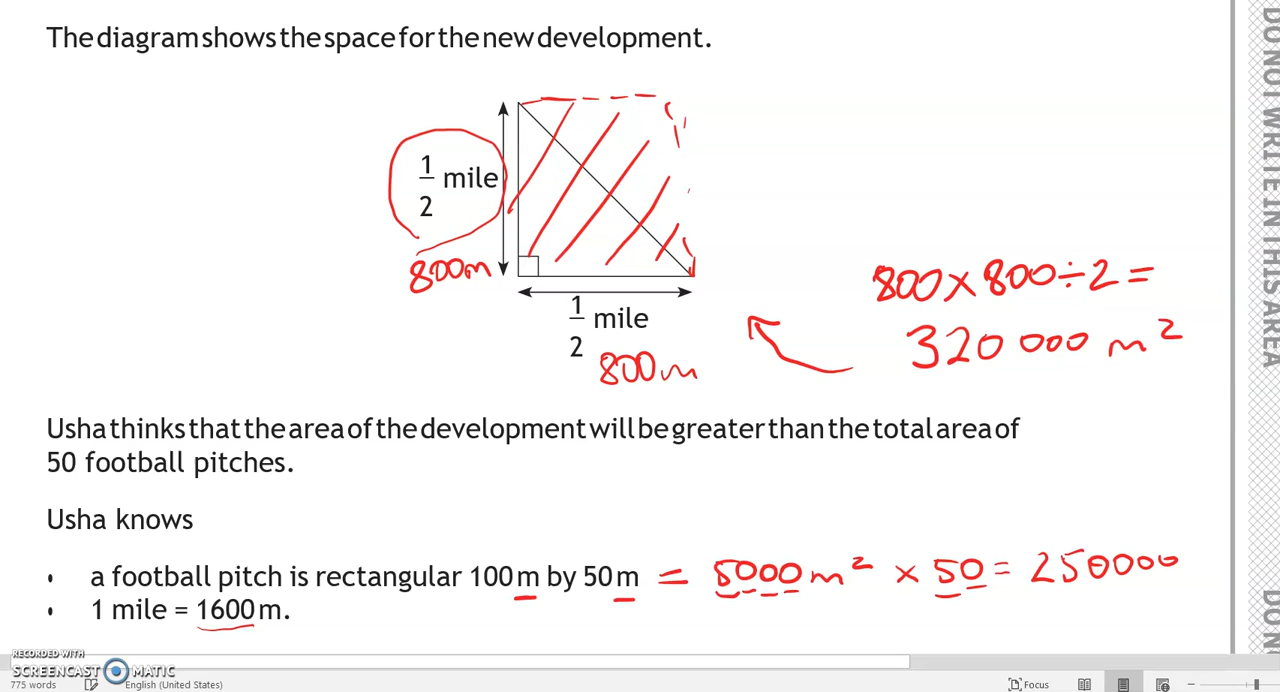 The diagram shows the space for the new development.
1
2
mile
800m
1
2
mile
800m
800 × 800 ÷ 2 =
320 000 m²
Usha thinks that the area of the development will be greater than the total area of
50 football pitches.
Usha knows
• a football pitch is rectangular 100 m by 50 m = 5000 m² × 50 = 250000
• 1 mile = 1600 m.
DO NOT WRITE IN THIS AREA
DO N
RECORDED WITH
SCREENCAST MATIC
775 words
English (United States)
Focus